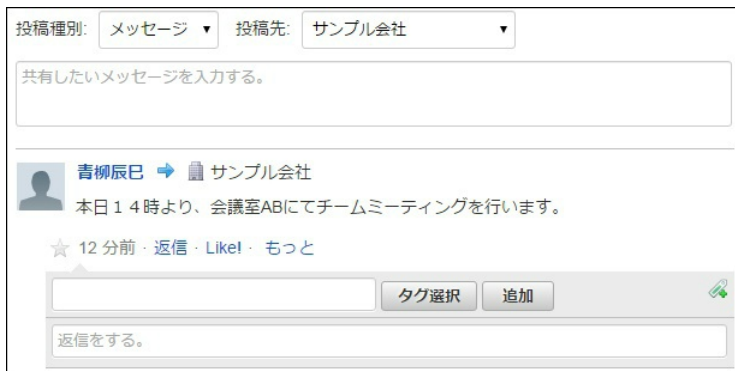 投稿種別: メッセージ 投稿先: サンプル会社
共有したいメッセージを入力する。
青柳辰巳 サンプル会社
本日14時より、会議室ABにてチームミーティングを行います。
12 分前 · 返信 · Like! · もっと
タグ選択 追加
返信をする。